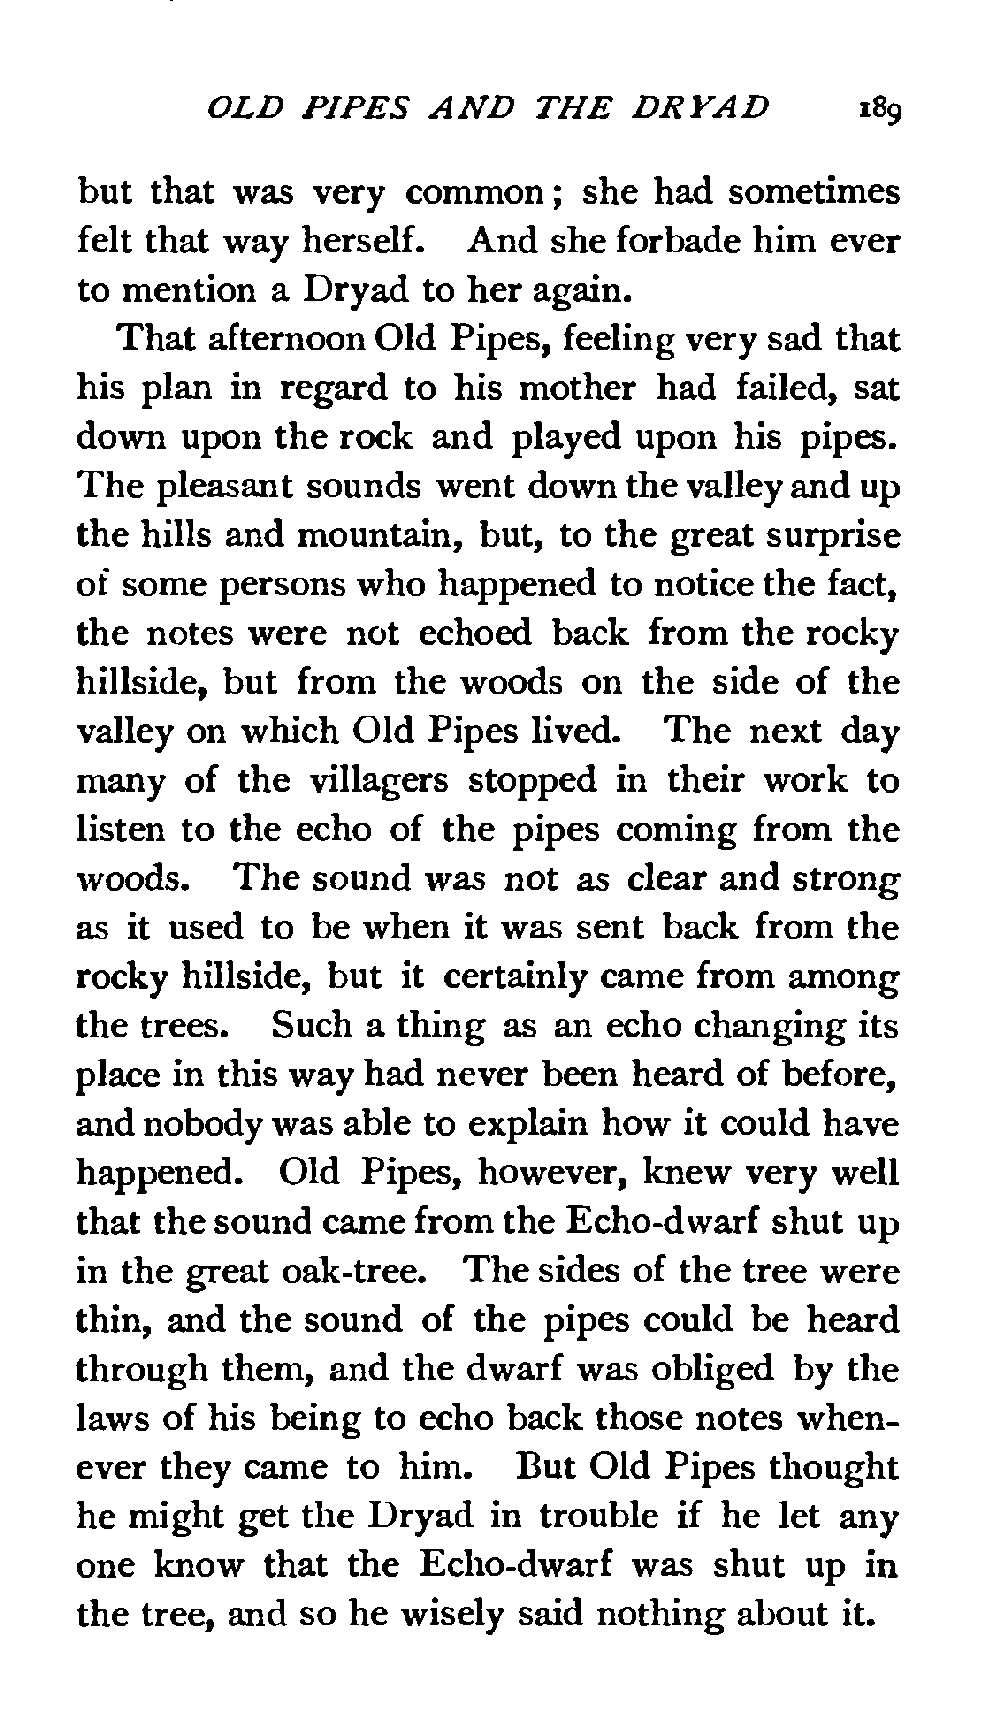 OLD PIPES AND THE DRYAD 189
but that was very common ; she had sometimes
felt that way herself. And she forbade him ever
to mention a Dryad to her again.
That afternoon Old Pipes, feeling very sad that
his plan in regard to his mother had failed, sat
down upon the rock and played upon his pipes.
The pleasant sounds went down the valley and up
the hills and mountain, but, to the great surprise
of some persons who happened to notice the fact,
the notes were not echoed back from the rocky
hillside, but from the woods on the side of the
valley on which Old Pipes lived. The next day
many of the villagers stopped in their work to
listen to the echo of the pipes coming from the
woods. The sound was not as clear and strong
as it used to be when it was sent back from the
rocky hillside, but it certainly came from among
the trees. Such a thing as an echo changing its
place in this way had never been heard of before,
and nobody was able to explain how it could have
happened. Old Pipes, however, knew very well
that the sound came from the Echo-dwarf shut up
in the great oak-tree. The sides of the tree were
thin, and the sound of the pipes could be heard
through them, and the dwarf was obliged by the
laws of his being to echo back those notes when-
ever they came to him. But Old Pipes thought
he might get the Dryad in trouble if he let any
one know that the Echo-dwarf was shut up in
the tree, and so he wisely said nothing about it.